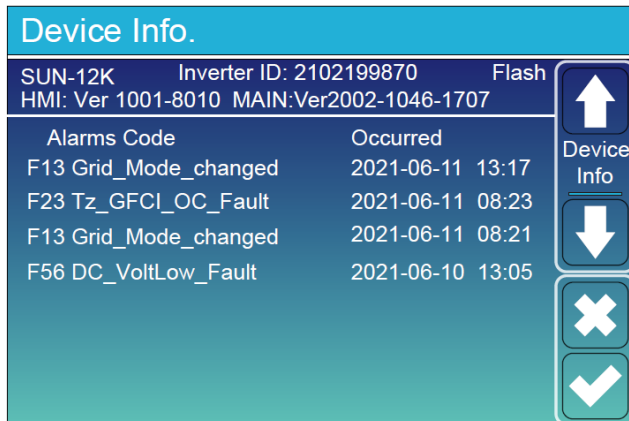 Device Info.
SUN-12K Inverter ID: 2102199870 Flash
HMI: Ver 1001-8010 MAIN:Ver2002-1046-1707
Alarms Code Occurred
F13 Grid_Mode_changed 2021-06-11 13:17
F23 Tz_GFCI_OC_Fault 2021-06-11 08:23
F13 Grid_Mode_changed 2021-06-11 08:21
F56 DC_VoltLow_Fault 2021-06-10 13:05
Device
Info